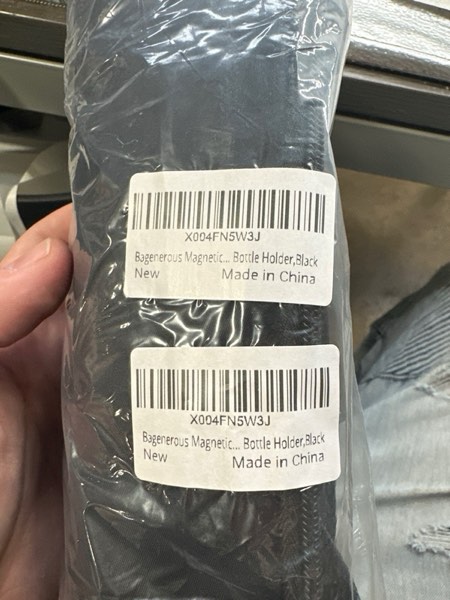 X004FN5W3J
Bagenerous Magnetic... Bottle Holder,Black
New Made in China
X004FN5W3J
Bagenerous Magnetic... Bottle Holder,Black
New Made in China